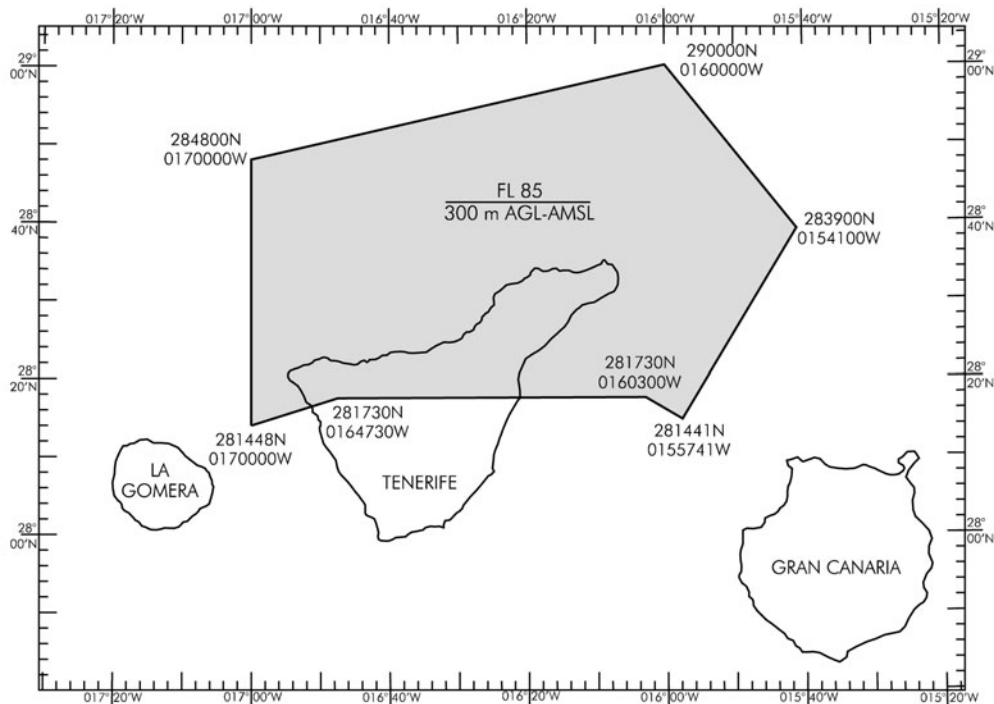 017°20'W 017°00'W 016°40'W 016°20'W 016°00'W 015°40'W 015°20'W
29°
00'N
29°
00'N
290000N
0160000W
284800N
0170000W
FL 85
300 m AGL-AMSL
28°
40'N
28°
40'N
283900N
0154100W
28°
20'N
28°
20'N
281730N
0160300W
281730N
0164730W
281441N
0155741W
281448N
0170000W
LA
GOMERA
TENERIFE
28°
00'N
28°
00'N
GRAN CANARIA
017°20'W 017°00'W 016°40'W 016°20'W 016°00'W 015°40'W 015°20'W